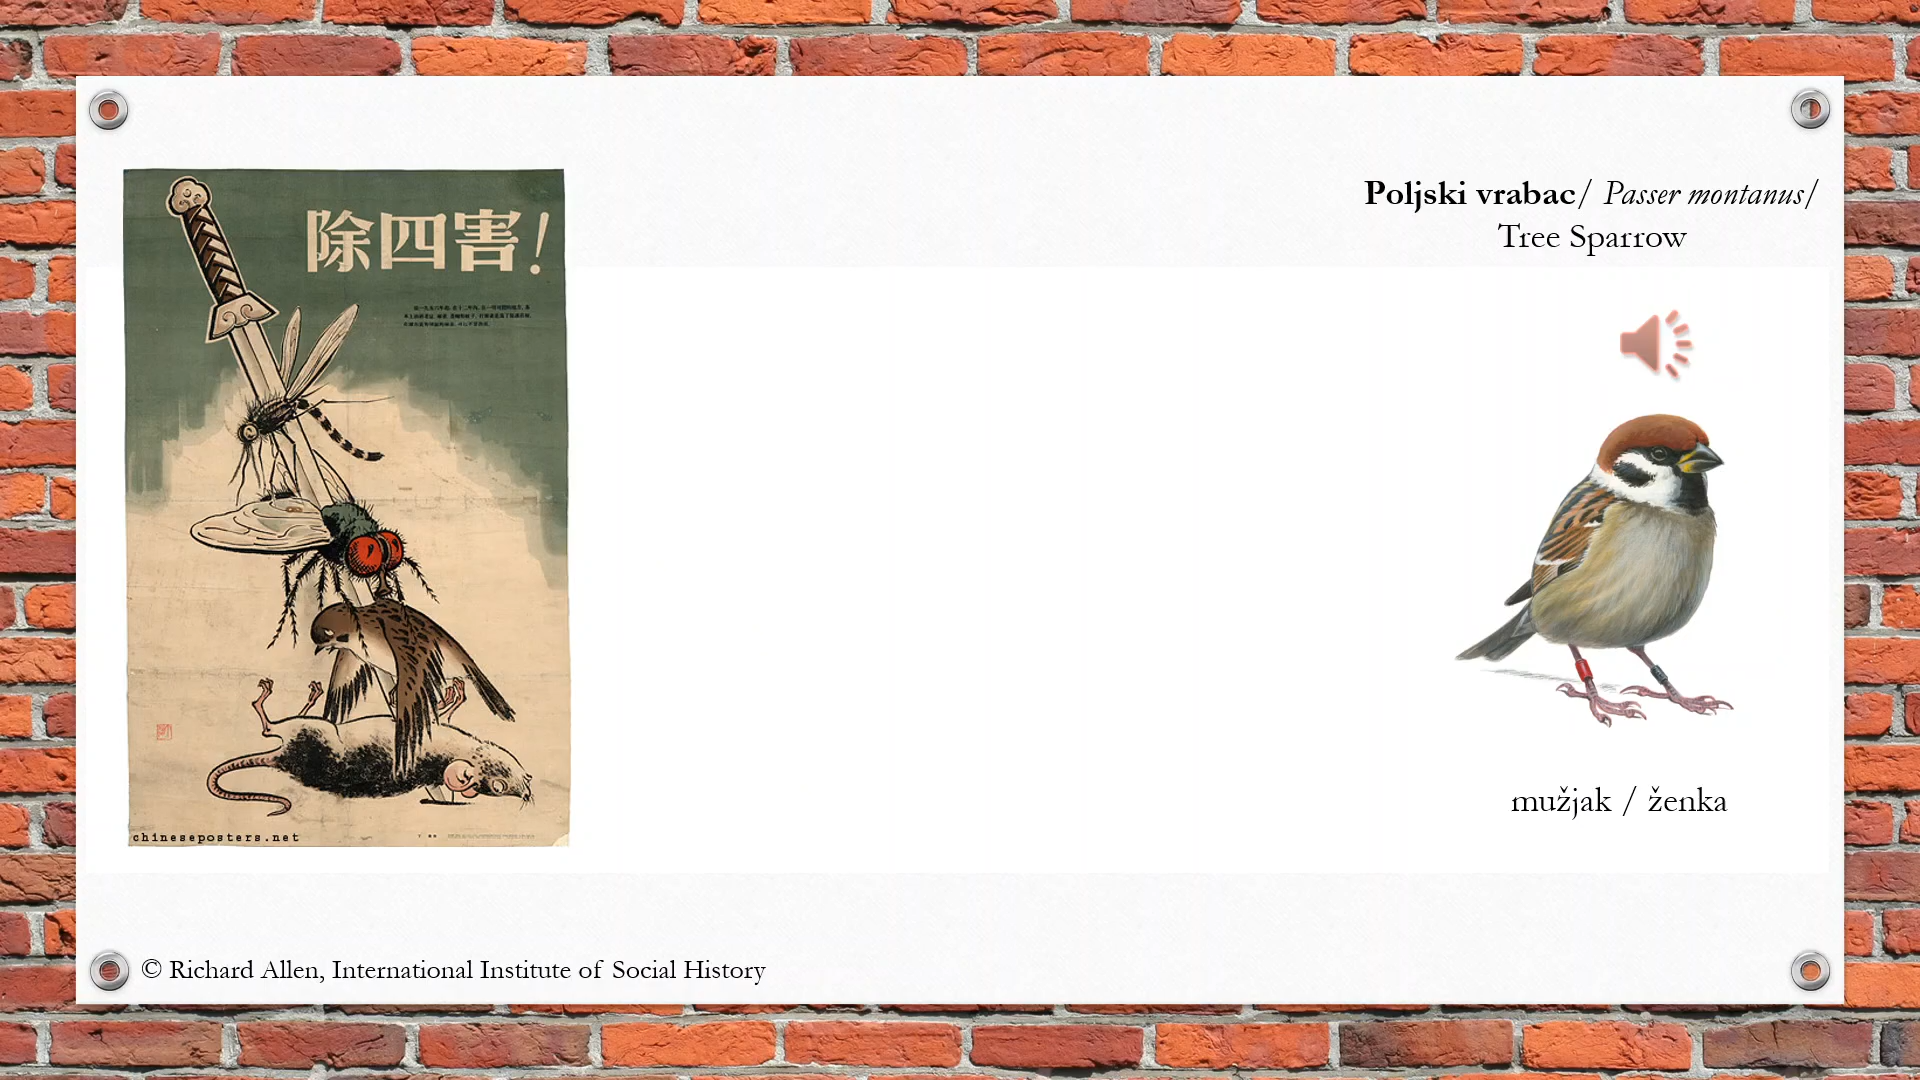 除四害!
chineseposters.net
Poljski vrabac/ Passer montanus/
Tree Sparrow
mužjak / ženka
© Richard Allen, International Institute of Social History